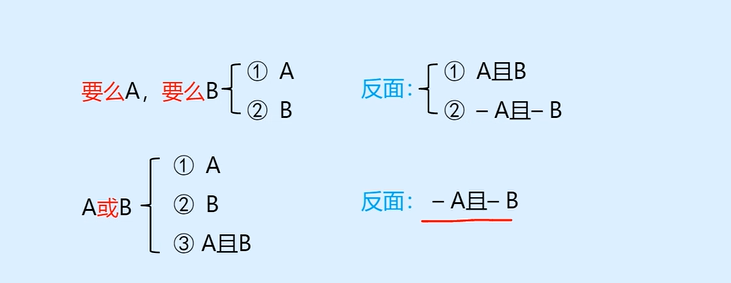 要么A，要么B
① A
② B
反面：
① A且B
② – A且– B
A或B
① A
② B
③ A且B
反面： – A且– B